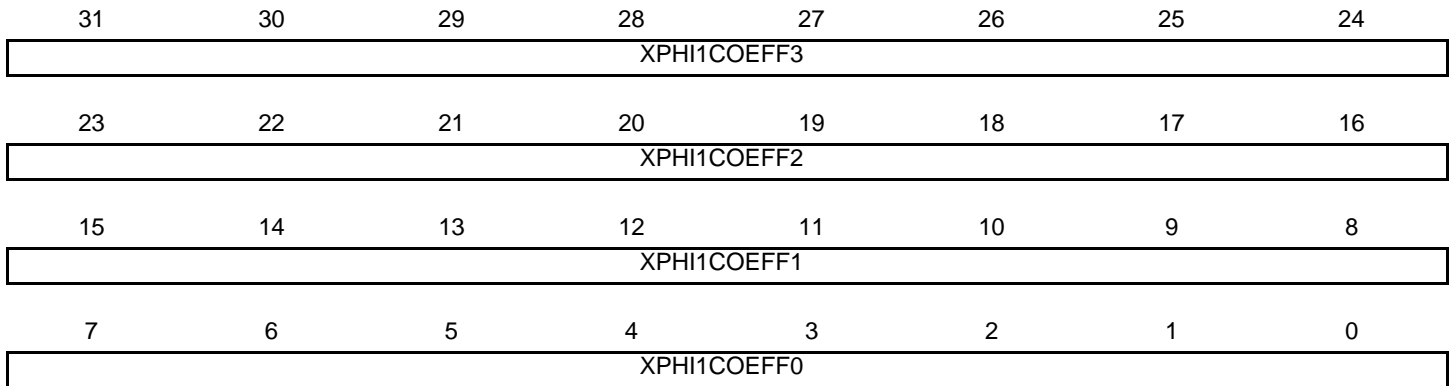 31 30 29 28 27 26 25 24
XPHI1COEFF3
23 22 21 20 19 18 17 16
XPHI1COEFF2
15 14 13 12 11 10 9 8
XPHI1COEFF1
7 6 5 4 3 2 1 0
XPHI1COEFF0